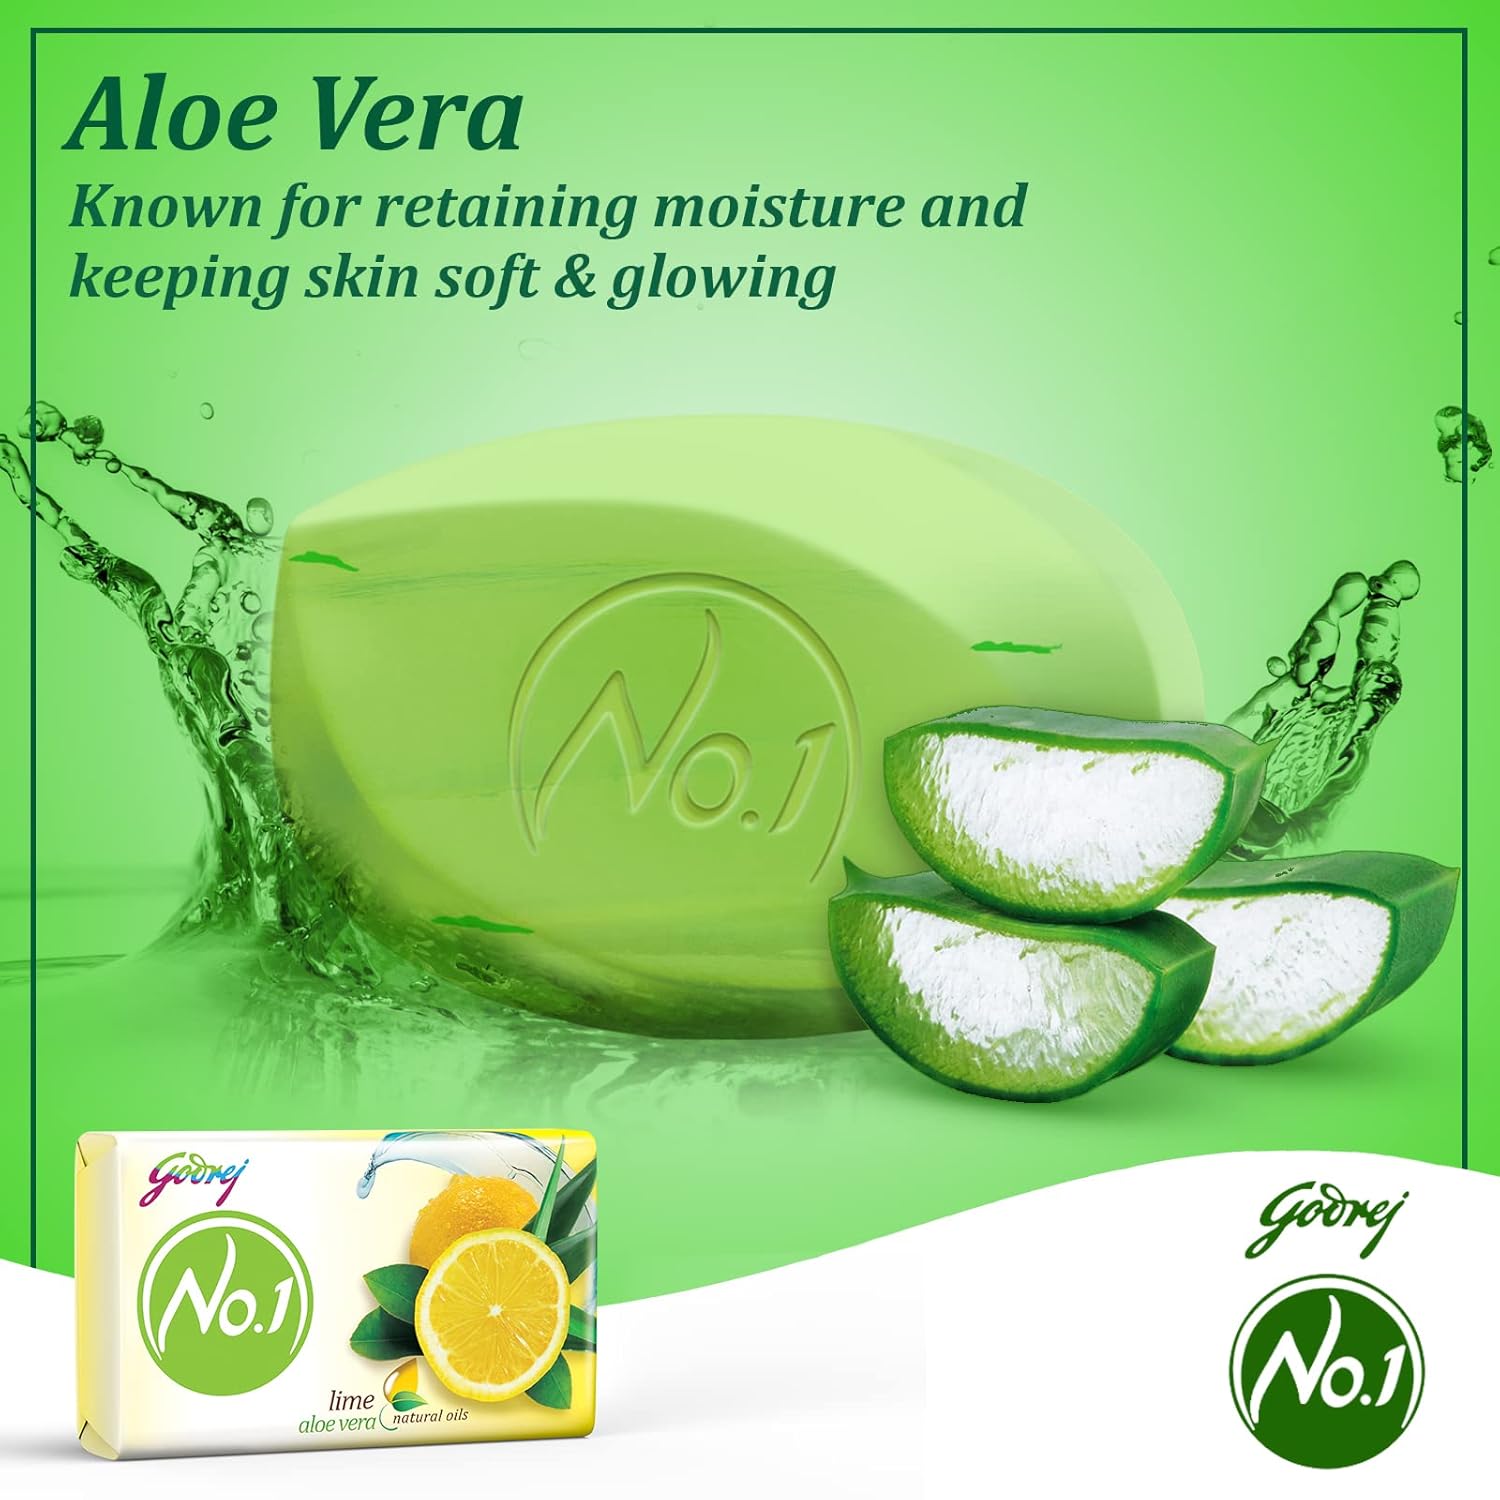 Aloe Vera
Known for retaining moisture and
keeping skin soft & glowing
No.1
Godrej
No.1
lime
aloe vera
natural oils
Godrej
No.1